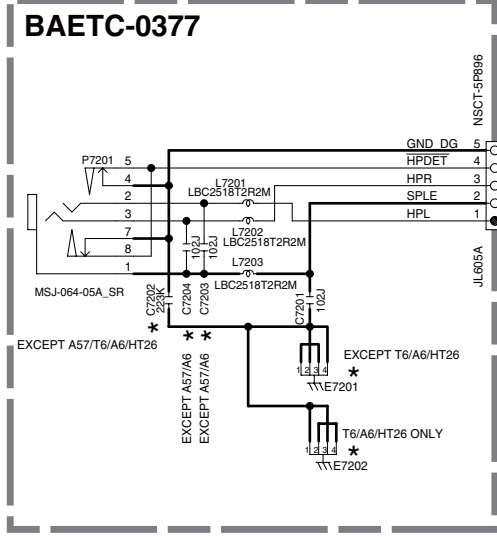 BAETC-0377
NSCT-5P896
GND_DG 5
HPDET 4
HPR 3
SPLE 2
HPL 1
JL605A
P7201
5
4
2
3
7
8
1
MSJ-064-05A_SR
L7201
LBC2518T2R2M
L7202
LBC2518T2R2M
L7203
LBC2518T2R2M
102J
102J
C7202
223K
C7204
C7203
C7201
102J
* * *
EXCEPT A57/T6/A6/HT26
EXCEPT A57/A6
EXCEPT A57/A6
EXCEPT T6/A6/HT26
*
1 2 3 4
E7201
T6/A6/HT26 ONLY
*
1 2 3 4
E7202